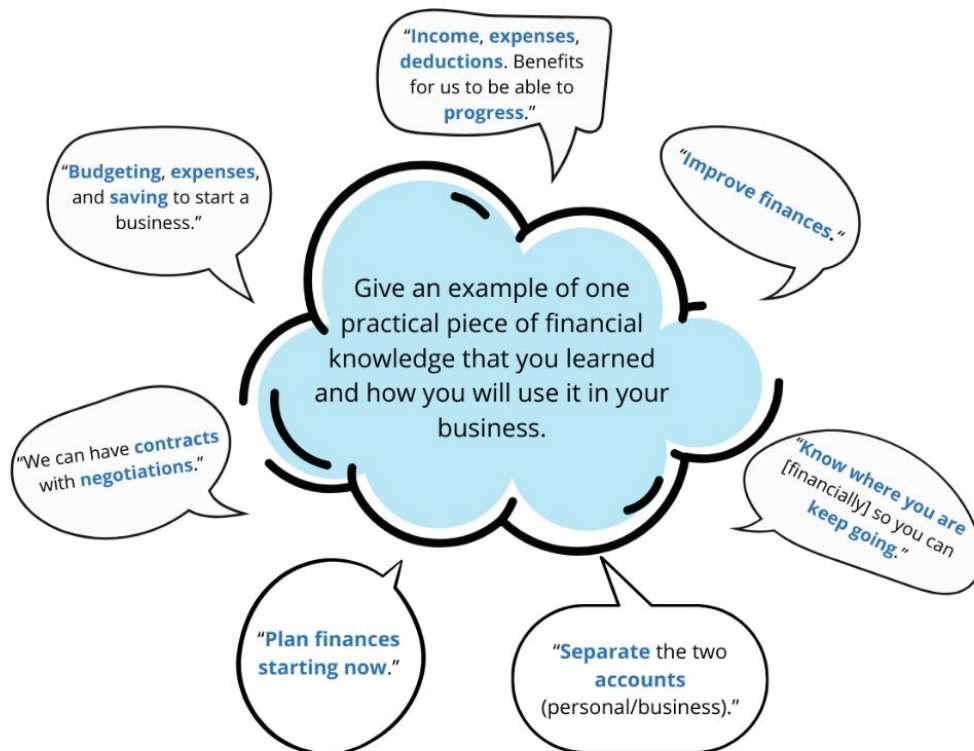 “Income, expenses,
deductions. Benefits
for us to be able to
progress.”
“Budgeting, expenses,
and saving to start a
business.”
“Improve finances.“
Give an example of one
practical piece of financial
knowledge that you learned
and how you will use it in your
business.
“We can have contracts
with negotiations.”
“Know where you are
[financially] so you can
keep going.”
“Plan finances
starting now.”
“Separate the two
accounts
(personal/business).”